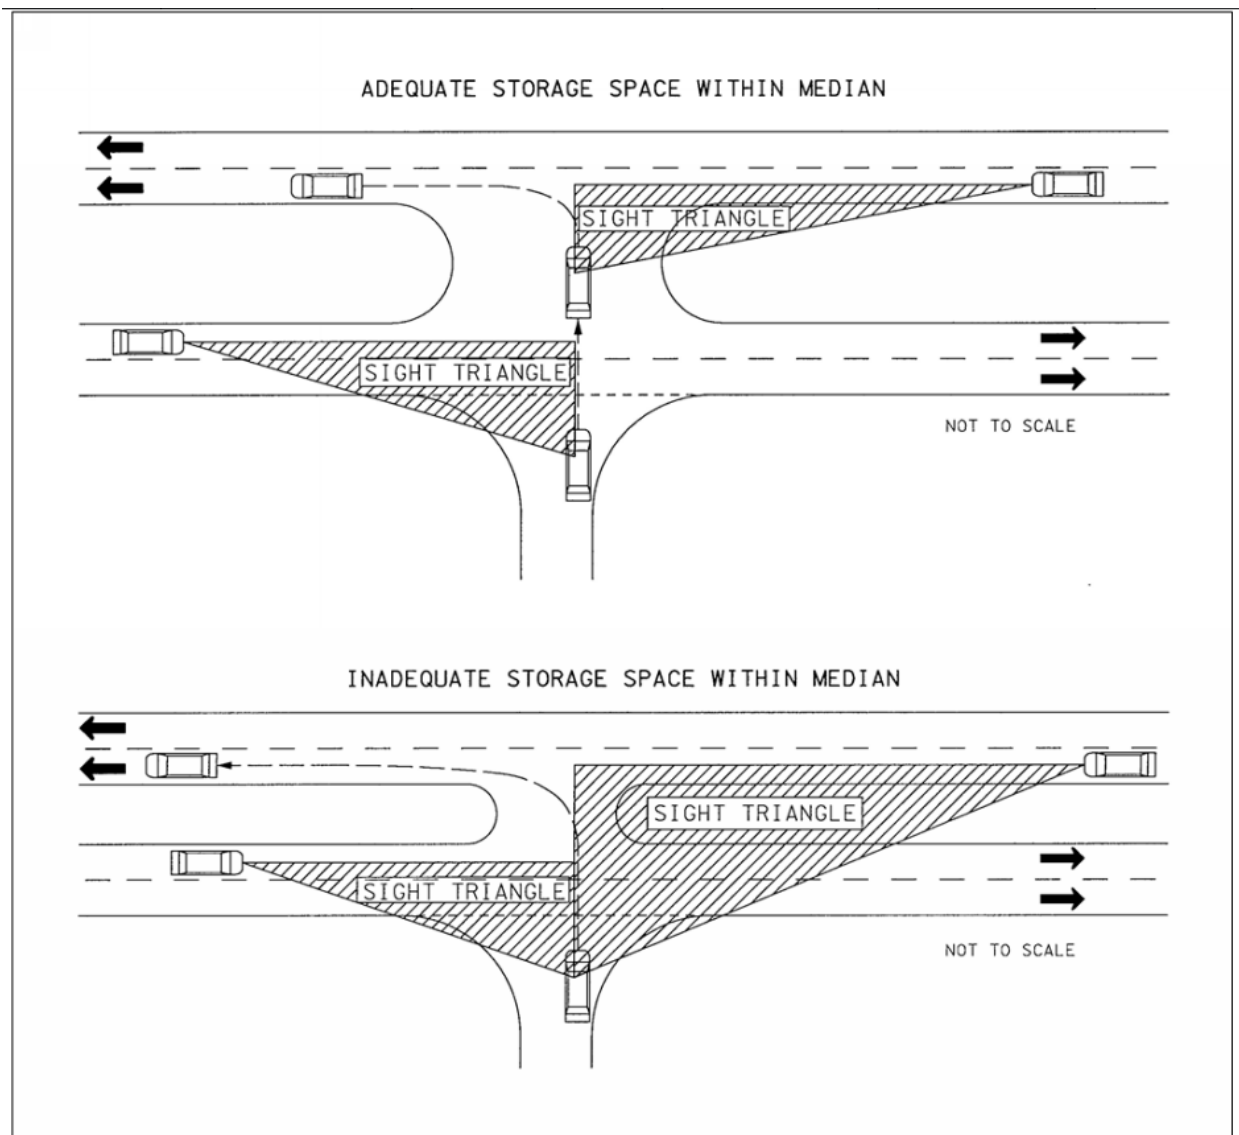 ADEQUATE STORAGE SPACE WITHIN MEDIAN
SIGHT TRIANGLE
SIGHT TRIANGLE
NOT TO SCALE
INADEQUATE STORAGE SPACE WITHIN MEDIAN
SIGHT TRIANGLE
SIGHT TRIANGLE
NOT TO SCALE